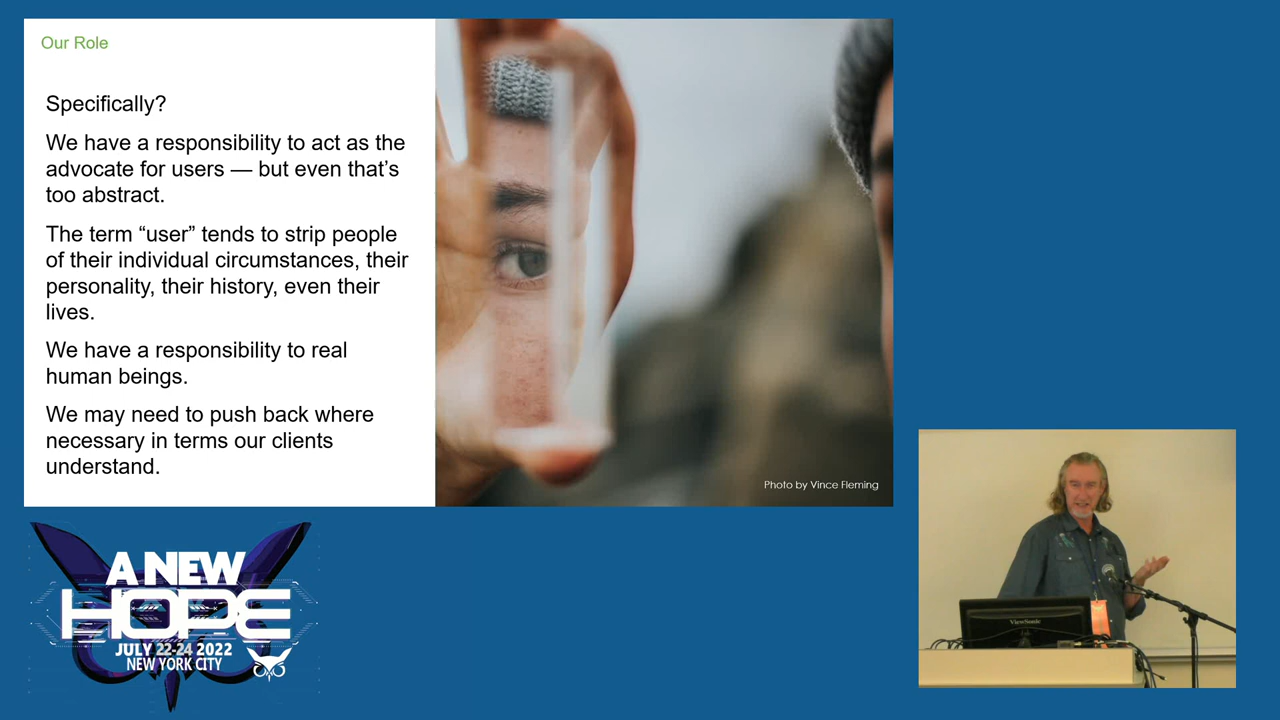 Our Role
Specifically?
We have a responsibility to act as the
advocate for users — but even that’s
too abstract.
The term “user” tends to strip people
of their individual circumstances, their
personality, their history, even their
lives.
We have a responsibility to real
human beings.
We may need to push back where
necessary in terms our clients
understand.
Photo by Vince Fleming
A NEW
HOPE
JULY 22-24 2022
NEW YORK CITY
ViewSonic